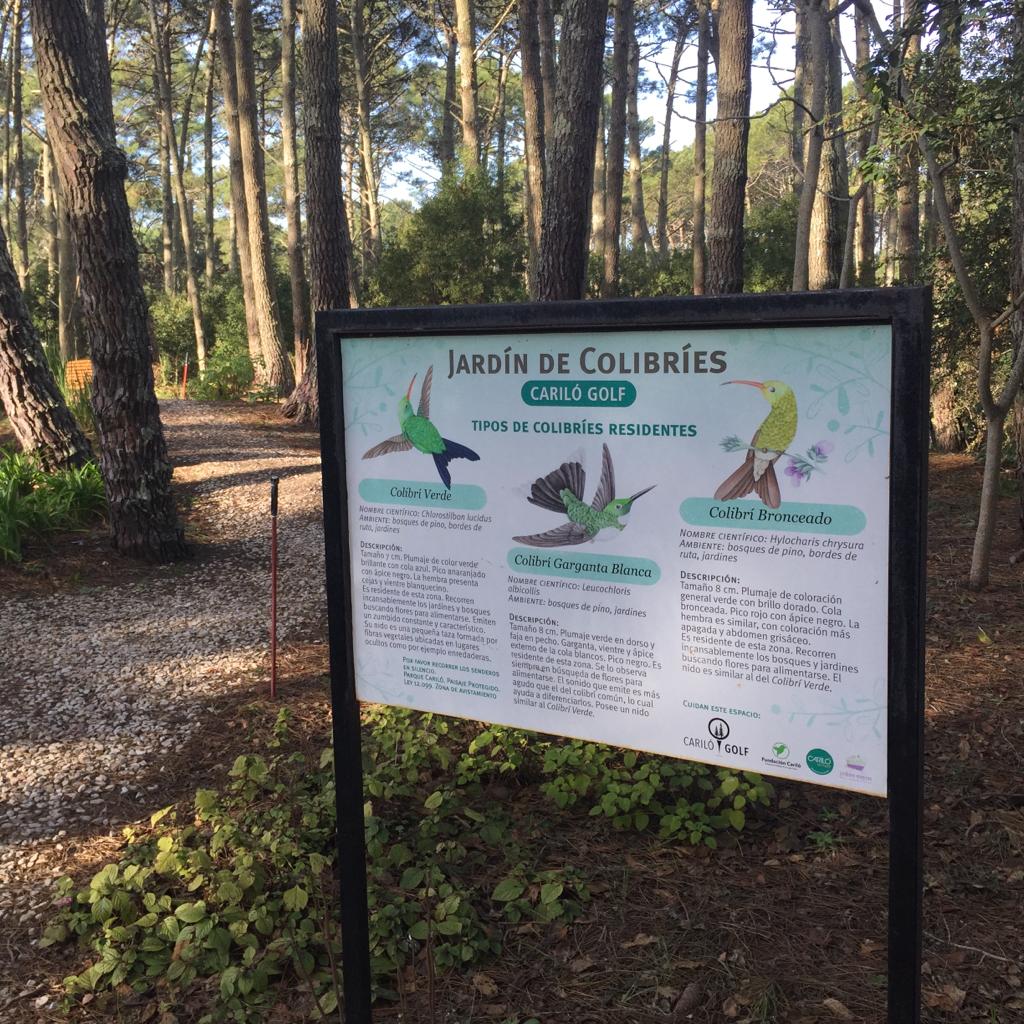 JARDÍN DE COLIBRÍES
CARILÓ GOLF
TIPOS DE COLIBRÍES RESIDENTES
Colibrí Verde
NOMBRE CIENTÍFICO: Chlorostilbon lucidus
AMBIENTE: bosques de pino, bordes de
ruta, jardines
DESCRIPCIÓN:
Tamaño 7 cm. Plumaje de color verde
brillante con cola azul. Pico anaranjado
con ápice negro. La hembra presenta
cejas y vientre blanquecino.
Es residente de esta zona. Recorren
incansablemente los jardines y bosques
buscando flores para alimentarse. Emiten
un zumbido constante y característico.
Su nido es una pequeña taza formada por
fibras vegetales ubicadas en lugares
ocultos como por ejemplo enredaderas.
POR FAVOR RECORRER LOS SENDEROS
EN SILENCIO.
PARQUE CARILÓ. PAISAJE PROTEGIDO.
LEY 12.099. ZONA DE AVISTAMIENTO
Colibrí Garganta Blanca
NOMBRE CIENTÍFICO: Leucochloris
albicollis
AMBIENTE: bosques de pino, jardines
DESCRIPCIÓN:
Tamaño 8 cm. Plumaje verde en dorso y
faja en pecho. Garganta, vientre y ápice
externo de la cola blancos. Pico negro. Es
residente de esta zona. Se lo observa
siempre en búsqueda de flores para
alimentarse. El sonido que emite es más
agudo que el del colibrí común, lo cual
ayuda a diferenciarlos. Posee un nido
similar al Colibrí Verde.
Colibrí Bronceado
NOMBRE CIENTÍFICO: Hylocharis chrysura
AMBIENTE: bosques de pino, bordes de
ruta, jardines
DESCRIPCIÓN:
Tamaño 8 cm. Plumaje de coloración
general verde con brillo dorado. Cola
bronceada. Pico rojo con ápice negro. La
hembra es similar, con coloración más
apagada y abdomen grisáceo.
Es residente de esta zona. Recorren
incansablemente los bosques y jardines
buscando flores para alimentarse. El
nido es similar al del Colibrí Verde.
CUIDAN ESTE ESPACIO:
CARILÓ GOLF
Fundación Cariló
CARILÓ